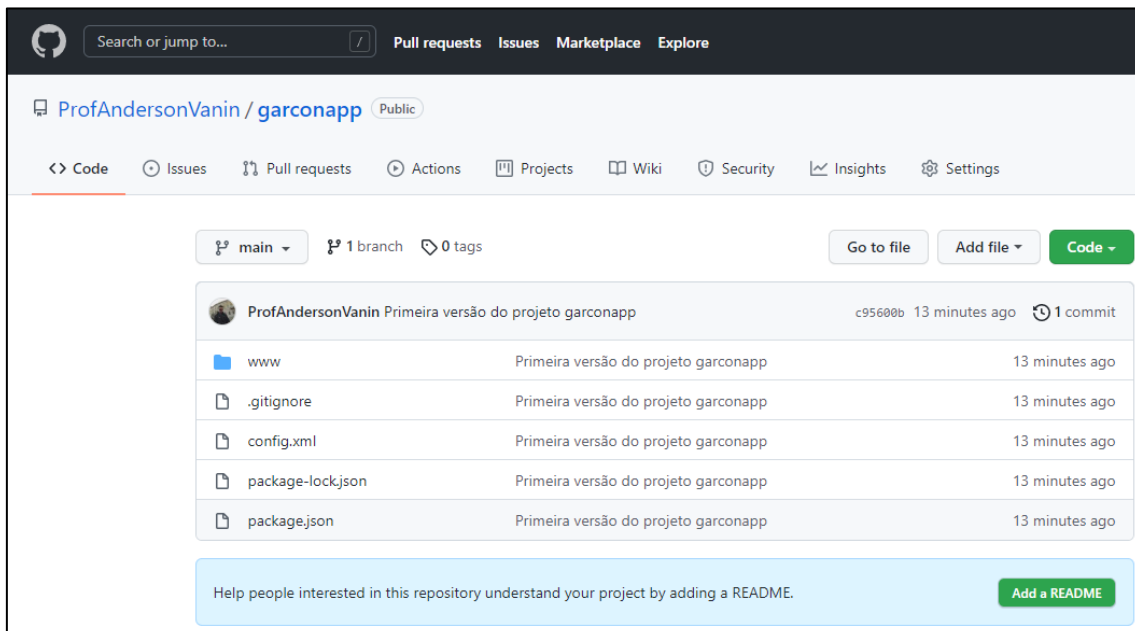 Search or jump to... / Pull requests Issues Marketplace Explore
ProfAndersonVanin / garconapp Public
<> Code Issues Pull requests Actions Projects Wiki Security Insights Settings
main 1 branch 0 tags Go to file Add file Code
ProfAndersonVanin Primeira versão do projeto garconapp c95600b 13 minutes ago 1 commit
www Primeira versão do projeto garconapp 13 minutes ago
.gitignore Primeira versão do projeto garconapp 13 minutes ago
config.xml Primeira versão do projeto garconapp 13 minutes ago
package-lock.json Primeira versão do projeto garconapp 13 minutes ago
package.json Primeira versão do projeto garconapp 13 minutes ago
Help people interested in this repository understand your project by adding a README. Add a README